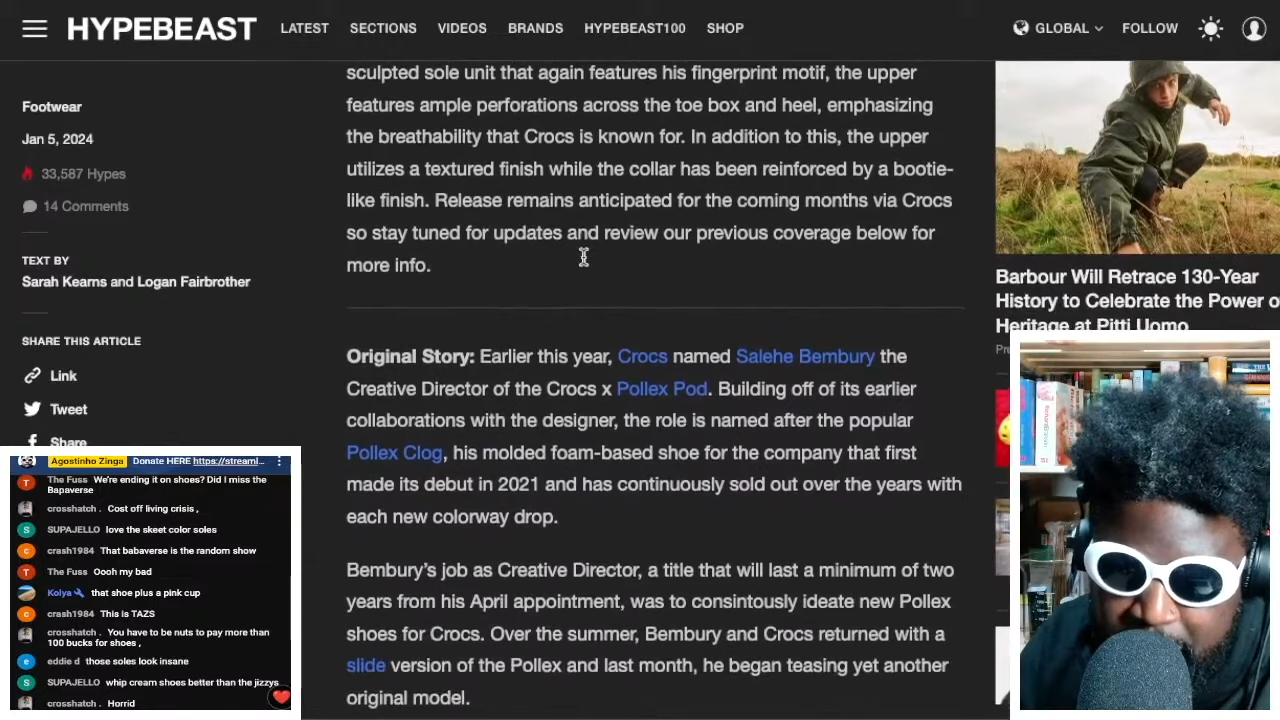 HYPEBEAST LATEST SECTIONS VIDEOS BRANDS HYPEBEAST100 SHOP GLOBAL FOLLOW
Footwear
Jan 5, 2024
33,587 Hypes
14 Comments
TEXT BY
Sarah Kearns and Logan Fairbrother
SHARE THIS ARTICLE
Link
Tweet
Share
sculpted sole unit that again features his fingerprint motif, the upper
features ample perforations across the toe box and heel, emphasizing
the breathability that Crocs is known for. In addition to this, the upper
utilizes a textured finish while the collar has been reinforced by a bootie-
like finish. Release remains anticipated for the coming months via Crocs
so stay tuned for updates and review our previous coverage below for
more info.
Original Story: Earlier this year, Crocs named Salehe Bembury the
Creative Director of the Crocs x Pollex Pod. Building off of its earlier
collaborations with the designer, the role is named after the popular
Pollex Clog, his molded foam-based shoe for the company that first
made its debut in 2021 and has continuously sold out over the years with
each new colorway drop.
Bembury's job as Creative Director, a title that will last a minimum of two
years from his April appointment, was to consintously ideate new Pollex
shoes for Crocs. Over the summer, Bembury and Crocs returned with a
slide version of the Pollex and last month, he began teasing yet another
original model.
Barbour Will Retrace 130-Year
History to Celebrate the Power o
Heritage at Pitti Uomo
Agostinho Zinga Donate HERE https://streaml...
The Fuss We're ending it on shoes? Did I miss the
Bapaverse
crosshatch . Cost off living crisis ,
SUPAJELLO love the skeet color soles
crash1984 That babaverse is the random show
The Fuss Oooh my bad
Kolya that shoe plus a pink cup
crash1984 This is TAZS
crosshatch . You have to be nuts to pay more than
100 bucks for shoes ,
eddie d those soles look insane
SUPAJELLO whip cream shoes better than the jizzys
crosshatch . Horrid